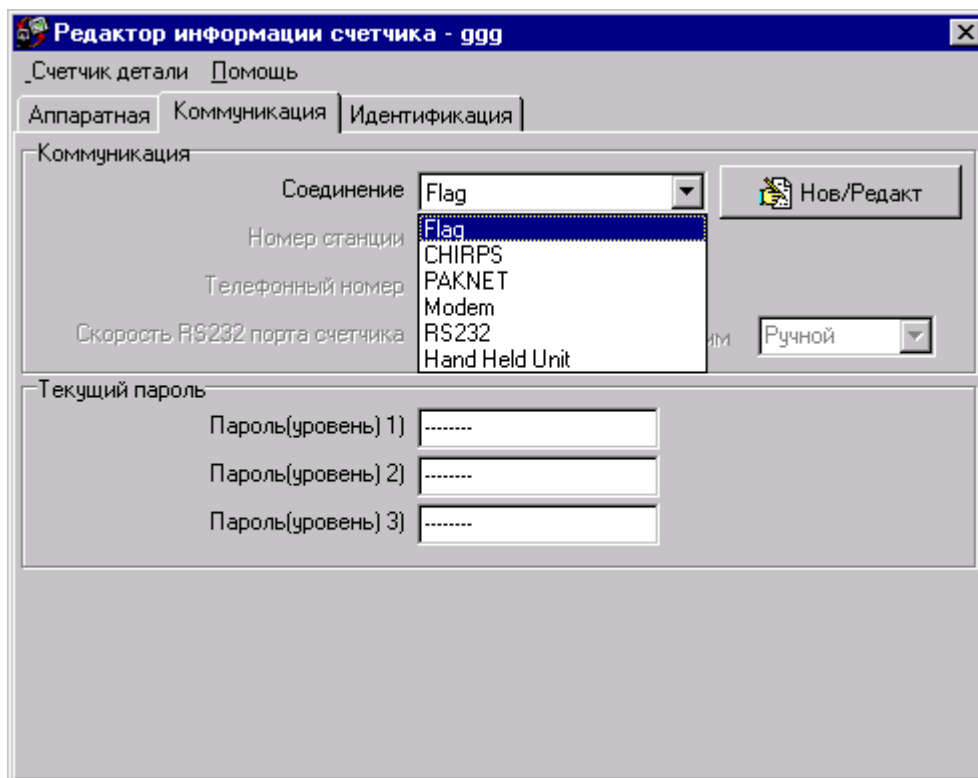 Редактор информации счетчика - ggg
Счетчик детали Помощь
Аппаратная Коммуникация Идентификация
Коммуникация
Соединение Flag Нов/Редакт
Flag
Номер станции
CHIRPS
Телефонный номер
PAKNET
Modem
Скорость RS232 порта счетчика RS232 Ручной
Hand Held Unit
Текущий пароль
Пароль(уровень) 1) --------
Пароль(уровень) 2) --------
Пароль(уровень) 3) --------